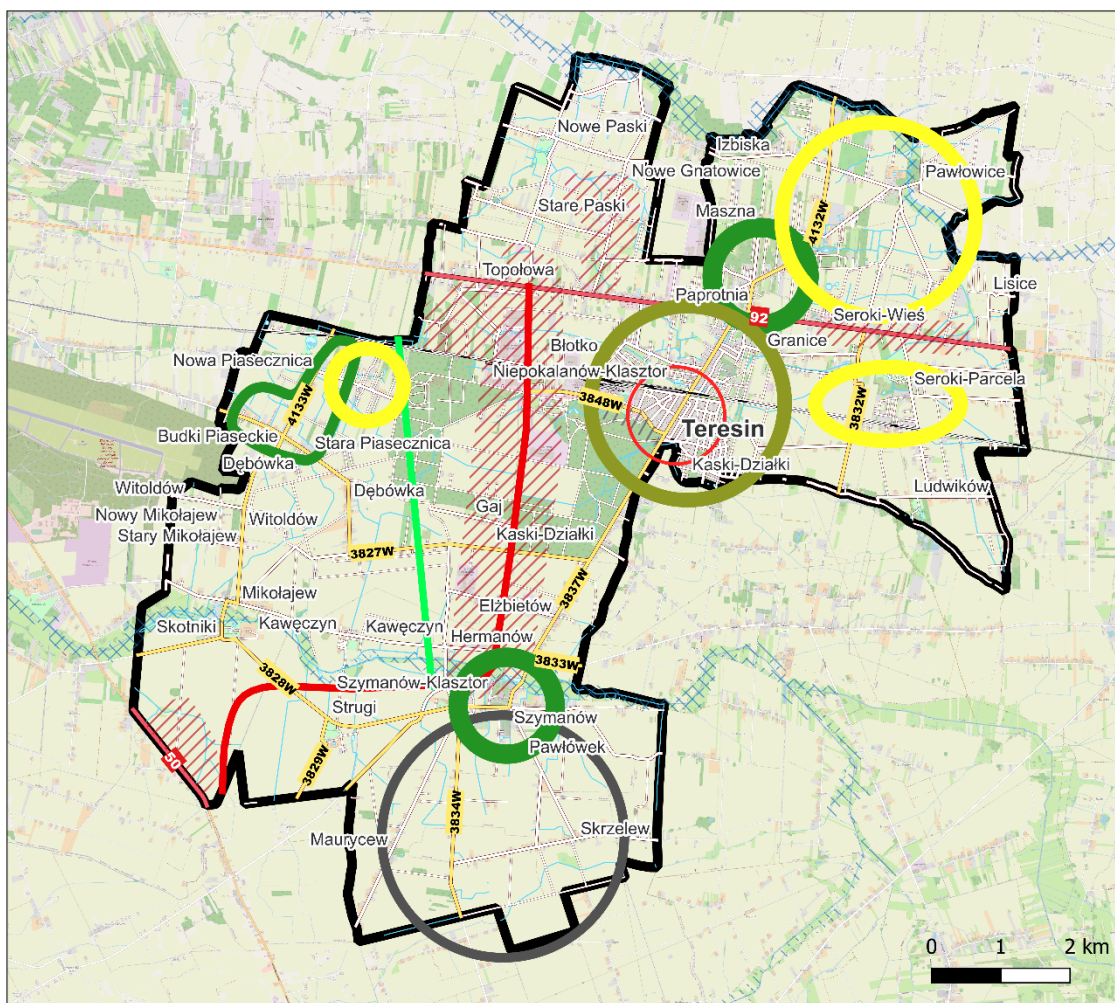 Nowe Paski
Izbiska
Nowe Gnatowice
Pawłowice
Stare Paski
Maszna
4132W
Topołowa
Lisice
Paprotnia
92
Seroki-Wieś
Granice
Błotko
Nowa Piasecznica
Niepokalanów-Klasztor
Seroki-Parcela
4133W
3848W
3832W
Teresin
Budki Piaseckie
Stara Piasecznica
Dębówka
Kaski-Działki
Witoldów
Dębówka
Ludwików
Nowy Mikołajew
Witoldów
Gaj
Stary Mikołajew
Kaski-Działki
3827W
3837W
Mikołajew
Elżbietów
Skotniki
Kawęczyn
Kawęczyn
Hermanów
3833W
3828W
Szymanów-Klasztor
Strugi
Szymanów
Pawłówek
50
3829W
3834W
Maurycew
Skrzelew
0 1 2 km